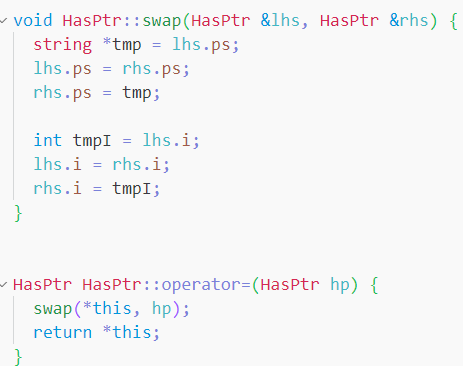 void HasPtr::swap(HasPtr &lhs, HasPtr &rhs) {
  string *tmp = lhs.ps;
  lhs.ps = rhs.ps;
  rhs.ps = tmp;

  int tmpI = lhs.i;
  lhs.i = rhs.i;
  rhs.i = tmpI;
}

HasPtr HasPtr::operator=(HasPtr hp) {
  swap(*this, hp);
  return *this;
}